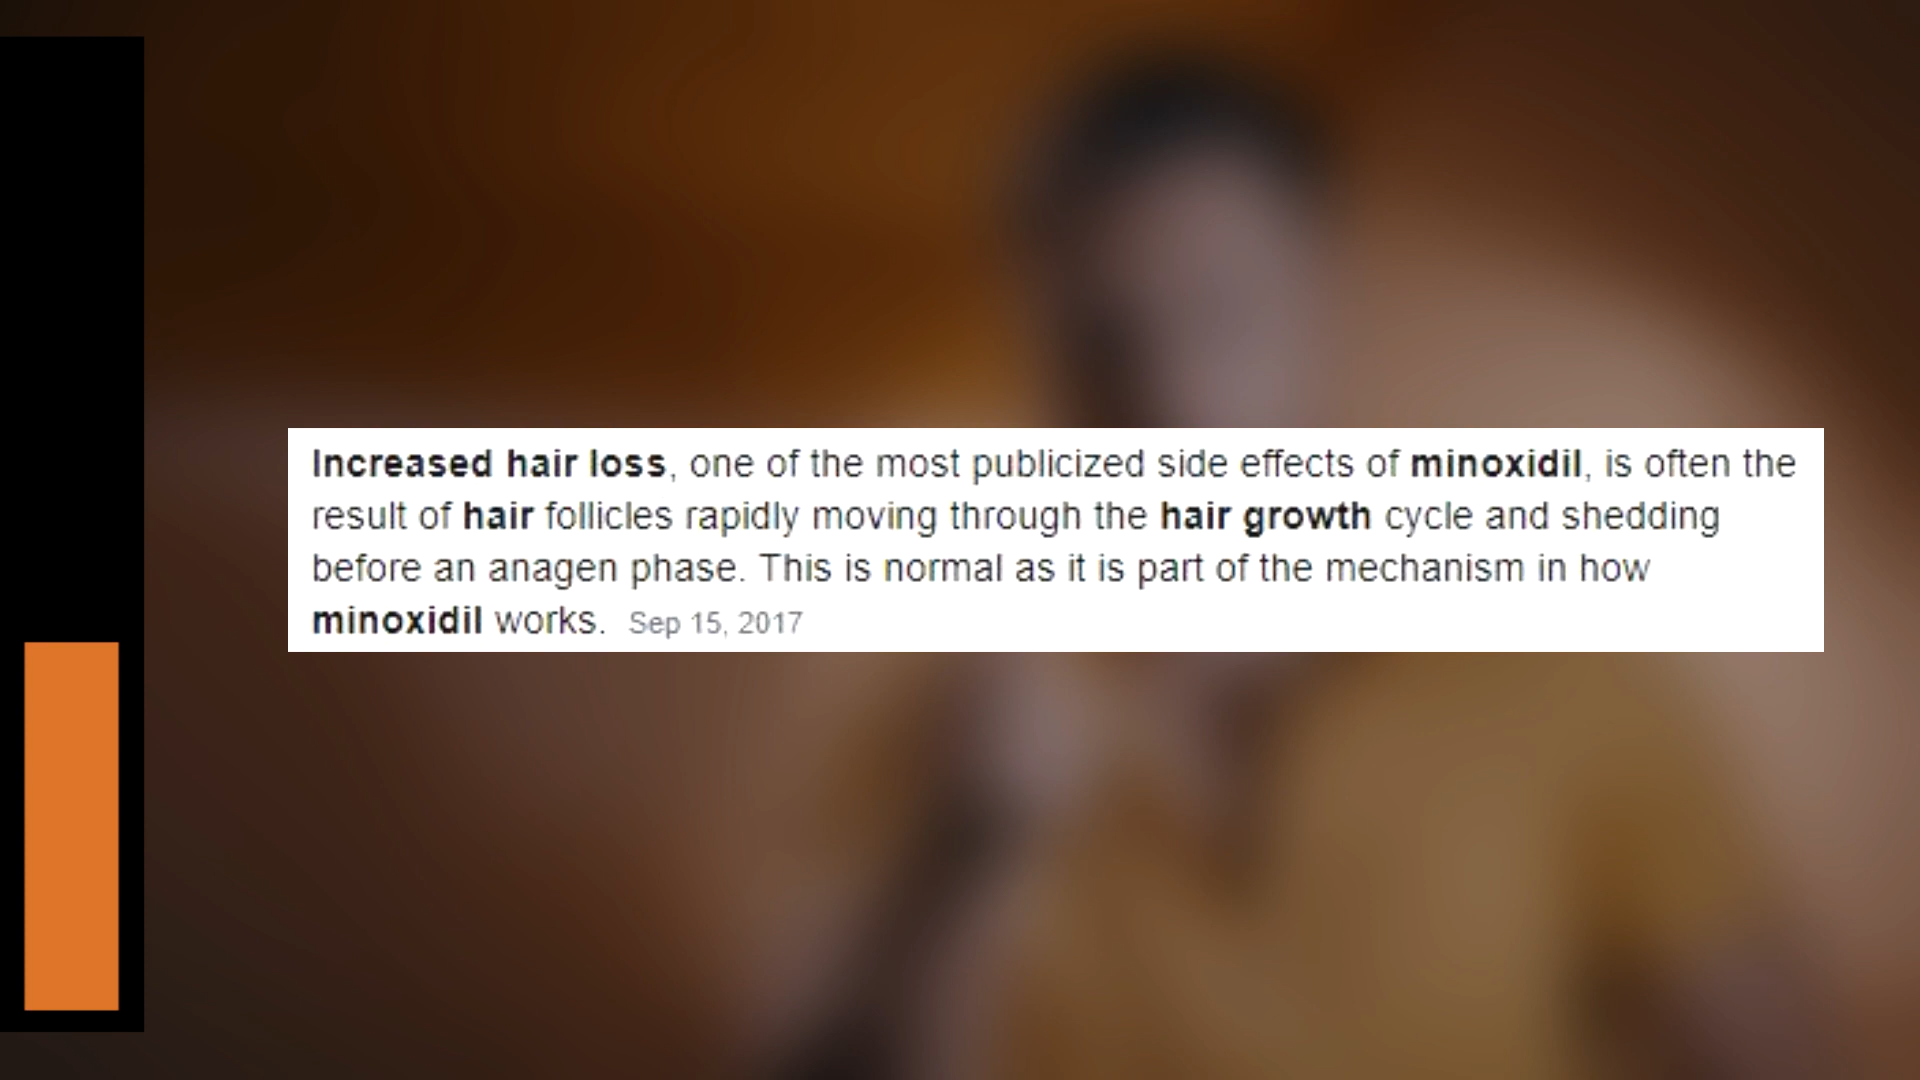 Increased hair loss, one of the most publicized side effects of minoxidil, is often the
result of hair follicles rapidly moving through the hair growth cycle and shedding
before an anagen phase. This is normal as it is part of the mechanism in how
minoxidil works. Sep 15, 2017